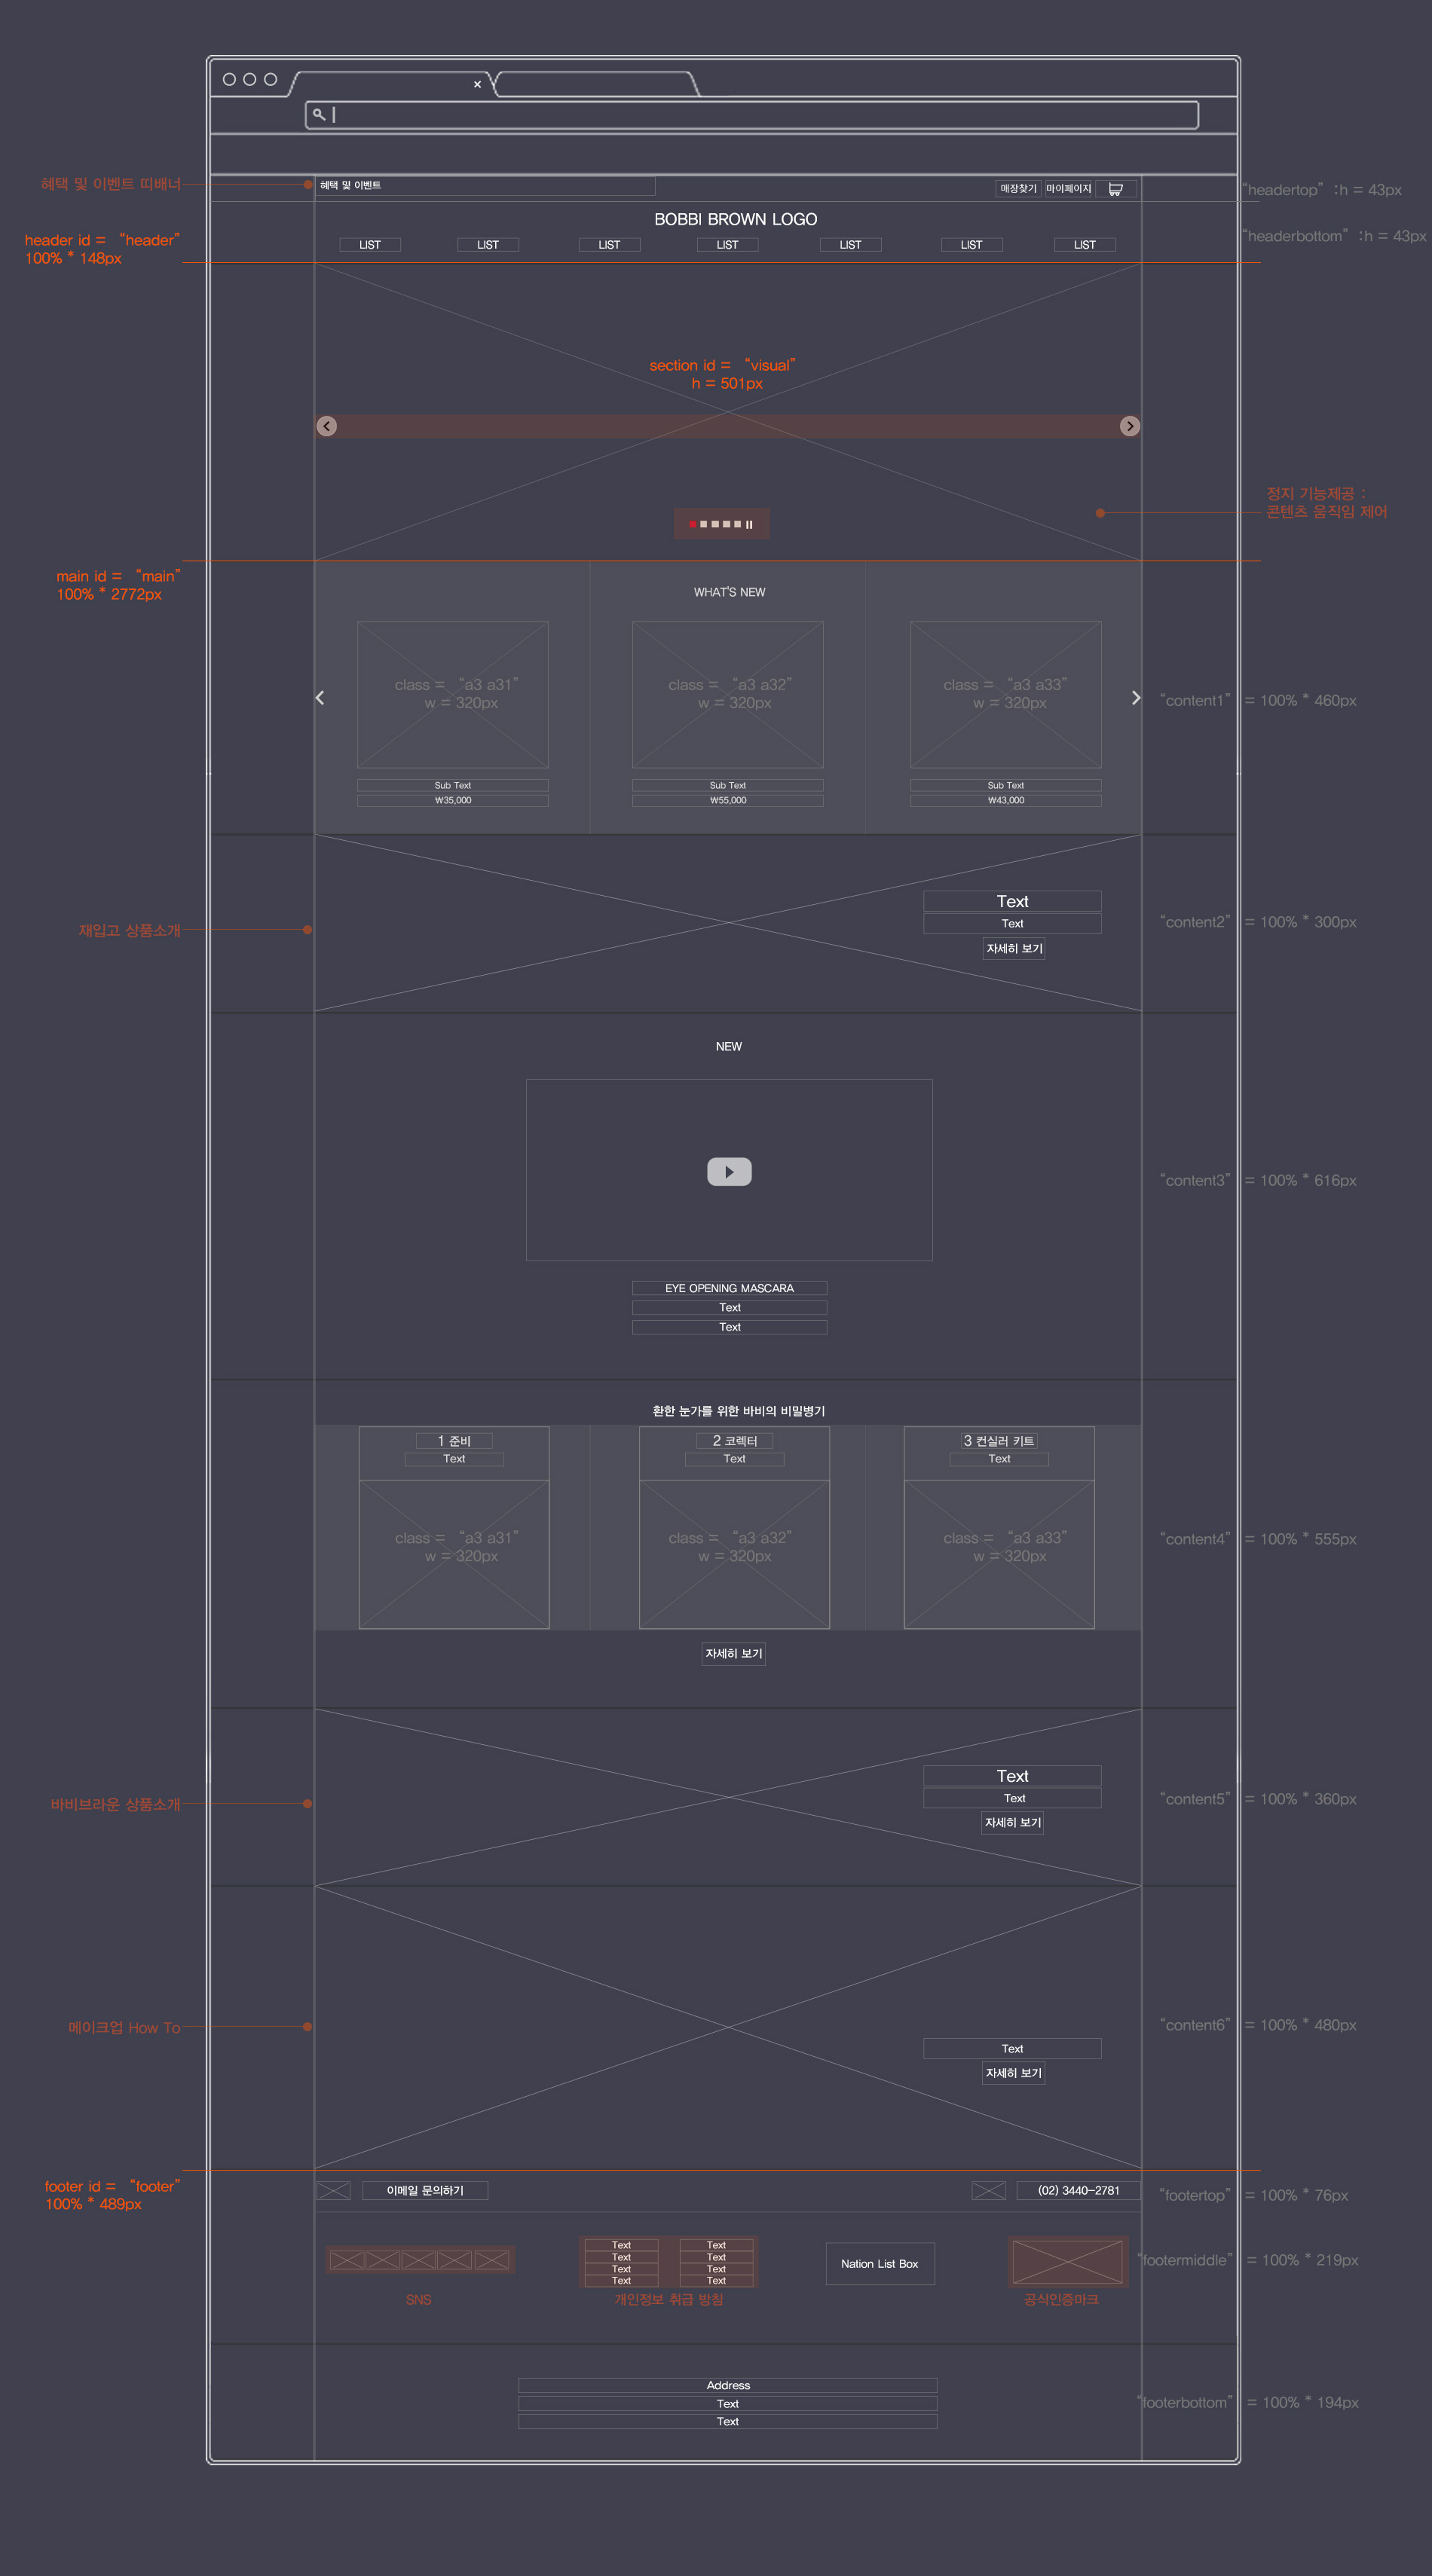 혜택 및 이벤트 띠배너
혜택 및 이벤트
매장찾기 마이페이지
“headertop” :h = 43px
BOBBI BROWN LOGO
header id = “header”
100% * 148px
“headerbottom” :h = 43px
LIST LIST LIST LIST LIST LIST LIST
section id = “visual”
h = 501px
정지 기능제공 :
콘텐츠 움직임 제어
main id = “main”
100% * 2772px
WHAT'S NEW
class = “a3 a31”
w = 320px
class = “a3 a32”
w = 320px
class = “a3 a33”
w = 320px
“content1” = 100% * 460px
Sub Text
₩35,000
Sub Text
₩55,000
Sub Text
₩43,000
재입고 상품소개
Text
Text
자세히 보기
“content2” = 100% * 300px
NEW
“content3” = 100% * 616px
EYE OPENING MASCARA
Text
Text
환한 눈가를 위한 바비의 비밀병기
1 준비
Text
2 코렉터
Text
3 컨실러 키트
Text
class = “a3 a31”
w = 320px
class = “a3 a32”
w = 320px
class = “a3 a33”
w = 320px
“content4” = 100% * 555px
자세히 보기
바비브라운 상품소개
Text
Text
자세히 보기
“content5” = 100% * 360px
메이크업 How To
“content6” = 100% * 480px
Text
자세히 보기
footer id = “footer”
100% * 489px
이메일 문의하기
(02) 3440-2781
“footertop” = 100% * 76px
Text Text
Text Text
Text Text
Text Text
Nation List Box
“footermiddle” = 100% * 219px
SNS
개인정보 취급 방침
공식인증마크
Address
Text
Text
“footerbottom” = 100% * 194px